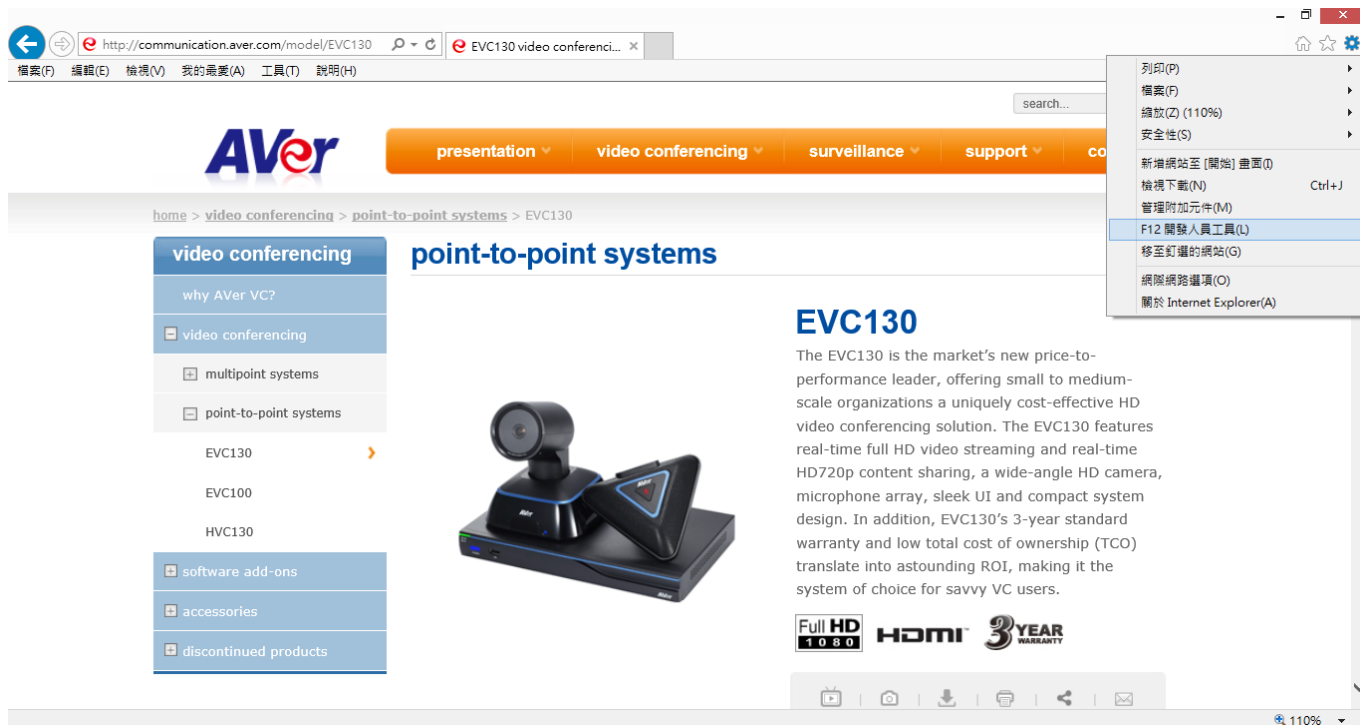 http://communication.aver.com/model/EVC130
EVC130 video conferenci...
檔案(F) 編輯(E) 檢視(V) 我的最愛(A) 工具(T) 說明(H)
列印(P)
檔案(F)
縮放(Z) (110%)
安全性(S)
新增網站至 [開始] 畫面(I)
檢視下載(N) Ctrl+J
管理附加元件(M)
F12 開發人員工具(L)
移至釘選的網站(G)
網際網路選項(O)
關於 Internet Explorer(A)
search...
AVer
presentation video conferencing surveillance support co
home > video conferencing > point-to-point systems > EVC130
video conferencing
why AVer VC?
video conferencing
multipoint systems
point-to-point systems
EVC130
EVC100
HVC130
software add-ons
accessories
discontinued products
point-to-point systems
EVC130
The EVC130 is the market's new price-to-
performance leader, offering small to medium-
scale organizations a uniquely cost-effective HD
video conferencing solution. The EVC130 features
real-time full HD video streaming and real-time
HD720p content sharing, a wide-angle HD camera,
microphone array, sleek UI and compact system
design. In addition, EVC130's 3-year standard
warranty and low total cost of ownership (TCO)
translate into astounding ROI, making it the
system of choice for savvy VC users.
Full HD
1080
HDMI
3 YEAR
WARRANTY
110%